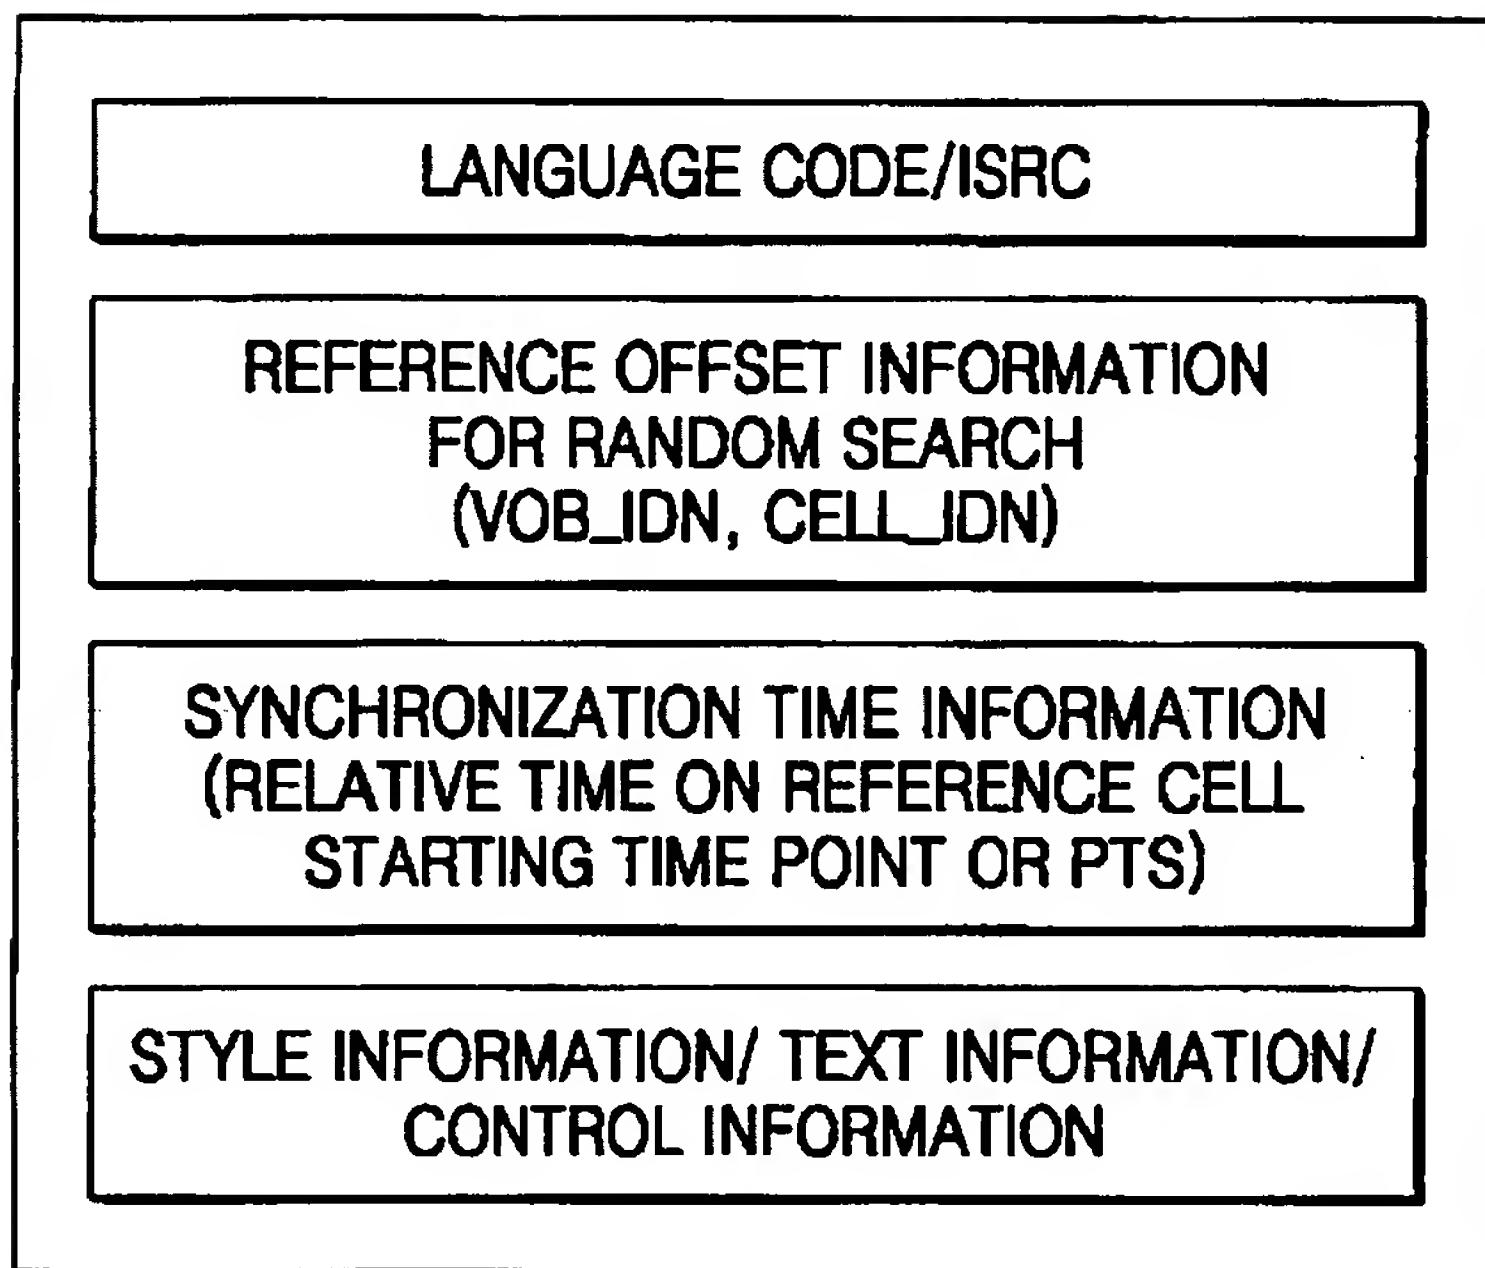 LANGUAGE CODE/ISRC
REFERENCE OFFSET INFORMATION
FOR RANDOM SEARCH
(VOB_IDN, CELL_IDN)
SYNCHRONIZATION TIME INFORMATION
(RELATIVE TIME ON REFERENCE CELL
STARTING TIME POINT OR PTS)
STYLE INFORMATION/ TEXT INFORMATION/
CONTROL INFORMATION